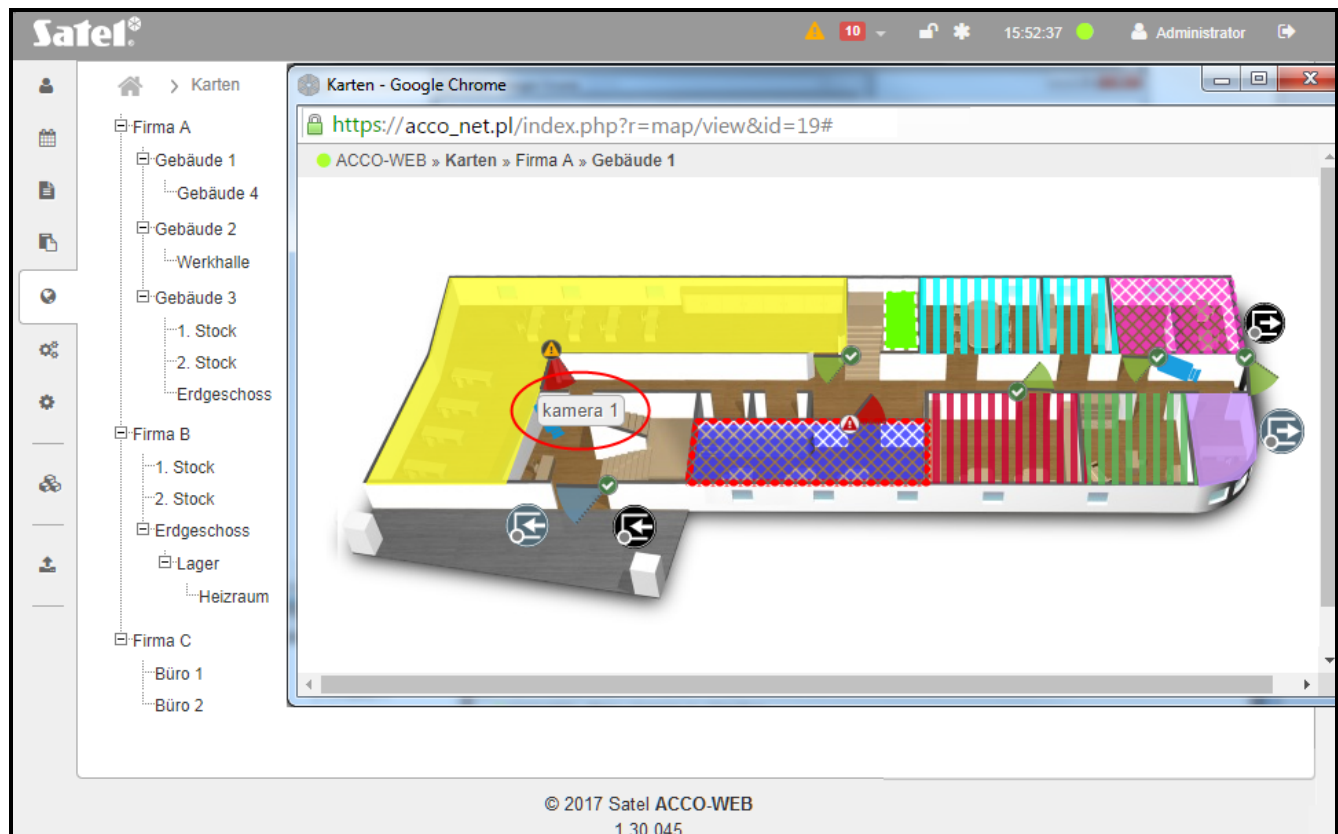 Satel®
10
15:52:37
Administrator
Karten
Firma A
Gebäude 1
Gebäude 4
Gebäude 2
Werkhalle
Gebäude 3
1. Stock
2. Stock
Erdgeschoss
Firma B
1. Stock
2. Stock
Erdgeschoss
Lager
Heizraum
Firma C
Büro 1
Büro 2
Karten - Google Chrome
https://acco_net.pl/index.php?r=map/view&id=19#
ACCO-WEB » Karten » Firma A » Gebäude 1
kamera 1
© 2017 Satel ACCO-WEB
1.30.045